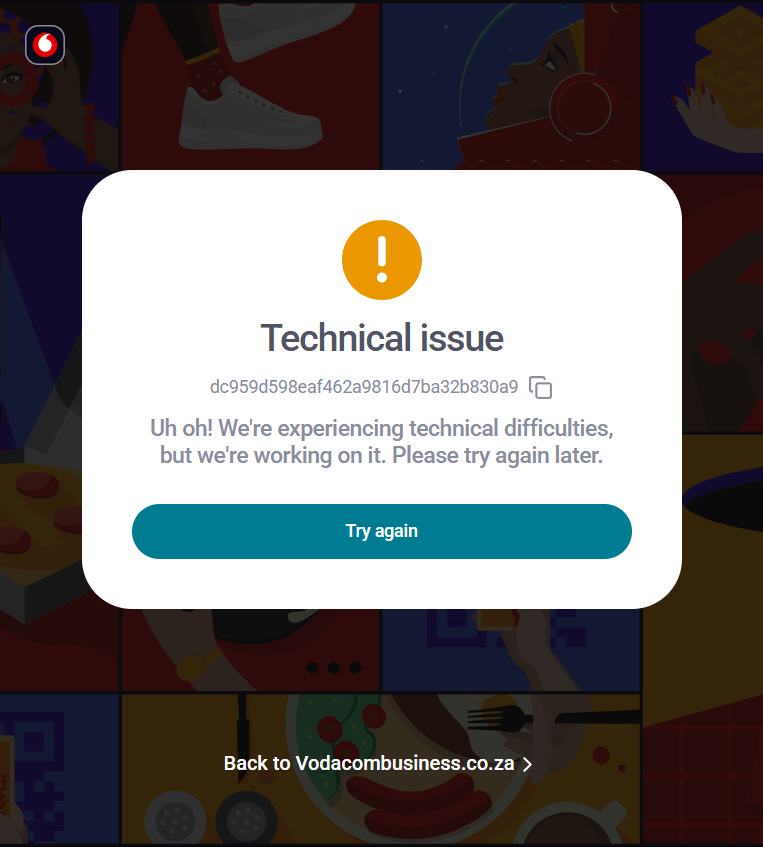 Technical issue
dc959d598eaf462a9816d7ba32b830a9
Uh oh! We're experiencing technical difficulties,
but we're working on it. Please try again later.
Try again
Back to Vodacombusiness.co.za